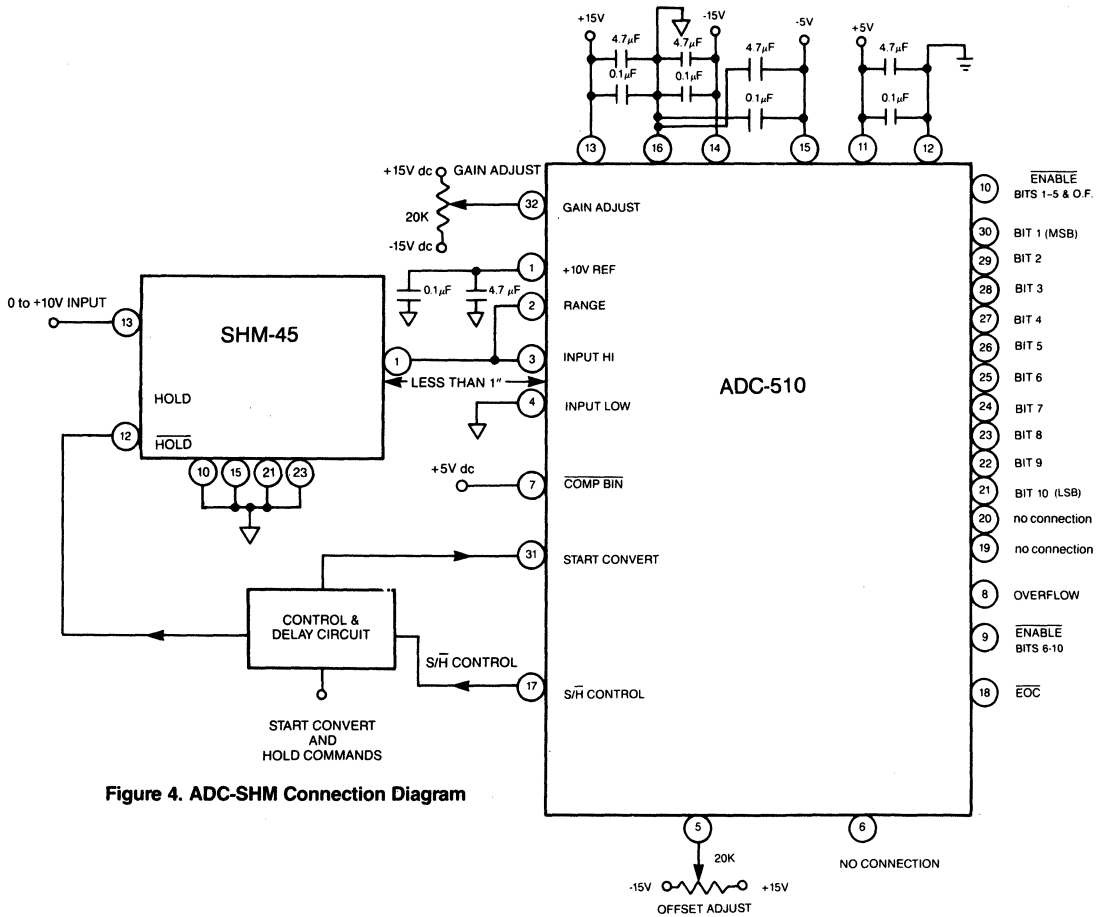 +15V
-15V
-5V
+5V
4.7µF
4.7µF
4.7µF
4.7µF
0.1µF
0.1µF
0.1µF
0.1µF
13
16
14
15
11
12
+15V dc
GAIN ADJUST
20K
-15V dc
32
GAIN ADJUST
1
+10V REF
0.1µF
4.7 µF
2
RANGE
0 to +10V INPUT
13
SHM-45
1
3
INPUT HI
LESS THAN 1"
4
INPUT LOW
ADC-510
HOLD
12
HOLD
10
15
21
23
+5V dc
7
COMP BIN
31
START CONVERT
CONTROL &
DELAY CIRCUIT
S/H CONTROL
17
S/H CONTROL
START CONVERT
AND
HOLD COMMANDS
10
ENABLE
BITS 1-5 & O.F.
30
BIT 1 (MSB)
29
BIT 2
28
BIT 3
27
BIT 4
26
BIT 5
25
BIT 6
24
BIT 7
23
BIT 8
22
BIT 9
21
BIT 10 (LSB)
20
no connection
19
no connection
8
OVERFLOW
9
ENABLE
BITS 6-10
18
EOC
Figure 4. ADC-SHM Connection Diagram
5
6
20K
NO CONNECTION
-15V
+15V
OFFSET ADJUST